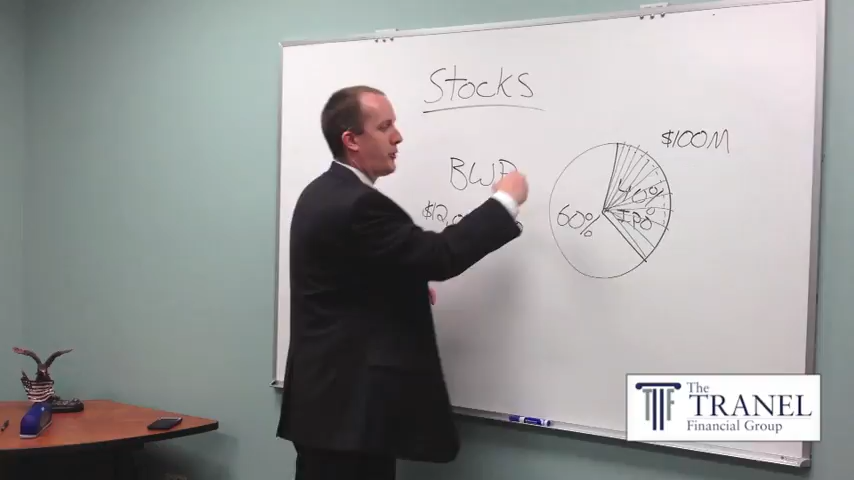 Stocks
$100M
40%
60%
IPO
The
TRANEL
Financial Group